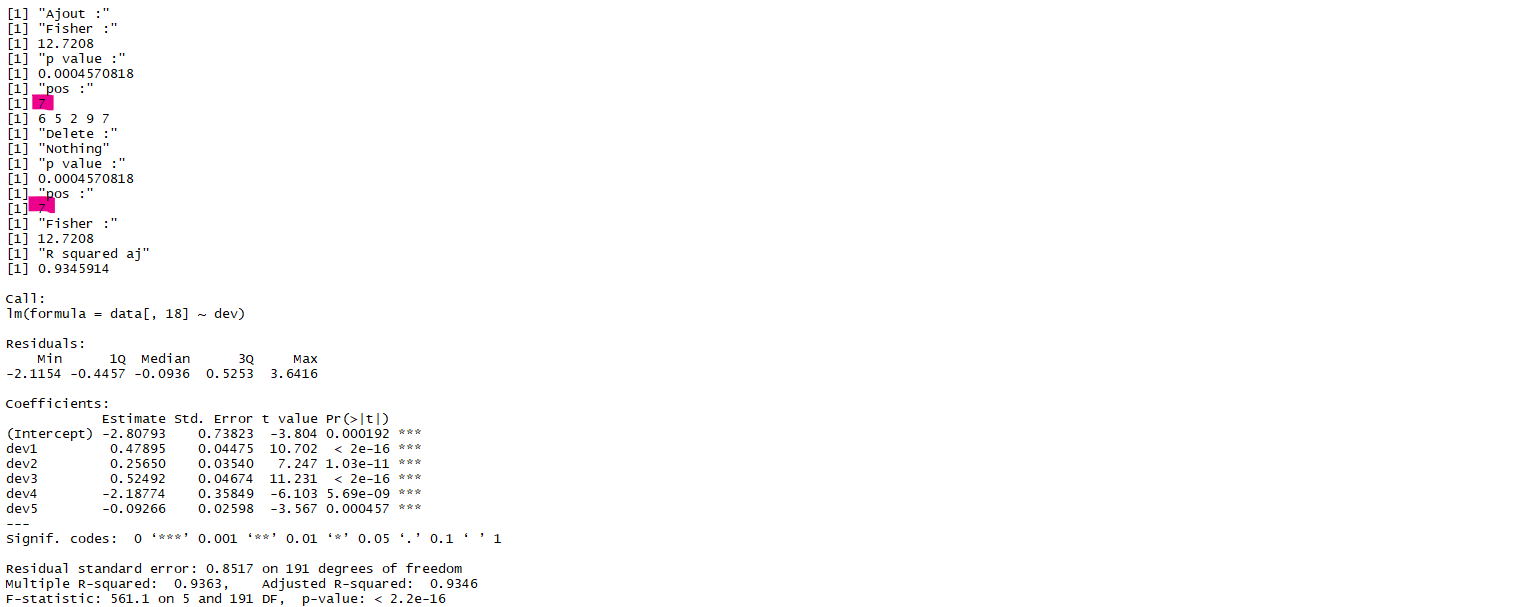 [1] "Ajout :"
[1] "Fisher :"
[1] 12.7208
[1] "p value :"
[1] 0.0004570818
[1] "pos :"
[1] 7
[1] 6 5 2 9 7
[1] "Delete :"
[1] "Nothing"
[1] "p value :"
[1] 0.0004570818
[1] "pos :"
[1] 7
[1] "Fisher :"
[1] 12.7208
[1] "R squared aj"
[1] 0.9345914
Call:
lm(formula = data[, 18] ~ dev)
Residuals:
Min 1Q Median 3Q Max
-2.1154 -0.4457 -0.0936 0.5253 3.6416
Coefficients:
Estimate Std. Error t value Pr(>|t|)
(Intercept) -2.80793 0.73823 -3.804 0.000192 ***
dev1 0.47895 0.04475 10.702 < 2e-16 ***
dev2 0.25650 0.03540 7.247 1.03e-11 ***
dev3 0.52492 0.04674 11.231 < 2e-16 ***
dev4 -2.18774 0.35849 -6.103 5.69e-09 ***
dev5 -0.09266 0.02598 -3.567 0.000457 ***
---
Signif. codes: 0 ‘***’ 0.001 ‘**’ 0.01 ‘*’ 0.05 ‘.’ 0.1 ‘ ’ 1
Residual standard error: 0.8517 on 191 degrees of freedom
Multiple R-squared: 0.9363, Adjusted R-squared: 0.9346
F-statistic: 561.1 on 5 and 191 DF, p-value: < 2.2e-16